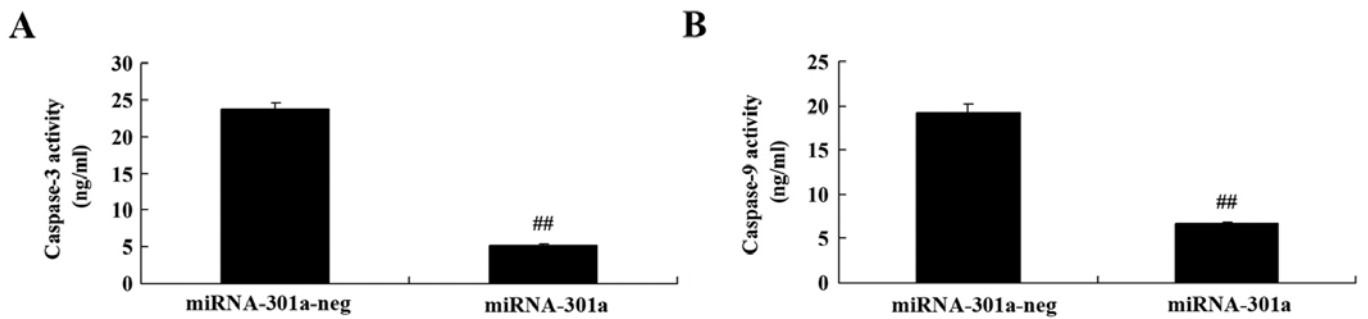 A
Caspase-3 activity
(ng/ml)
30
25
20
15
10
5
0
##
miRNA-301a-neg
miRNA-301a
B
Caspase-9 activity
(ng/ml)
25
20
15
10
5
0
##
miRNA-301a-neg
miRNA-301a